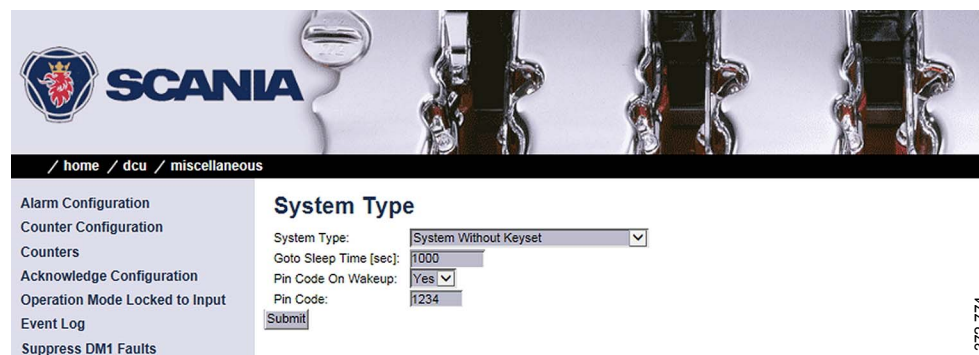 SCANIA
/ home / dcu / miscellaneous
Alarm Configuration
Counter Configuration
Counters
Acknowledge Configuration
Operation Mode Locked to Input
Event Log
Suppress DM1 Faults
System Type
System Type: System Without Keyset
Goto Sleep Time [sec]: 1000
Pin Code On Wakeup: Yes
Pin Code: 1234
Submit